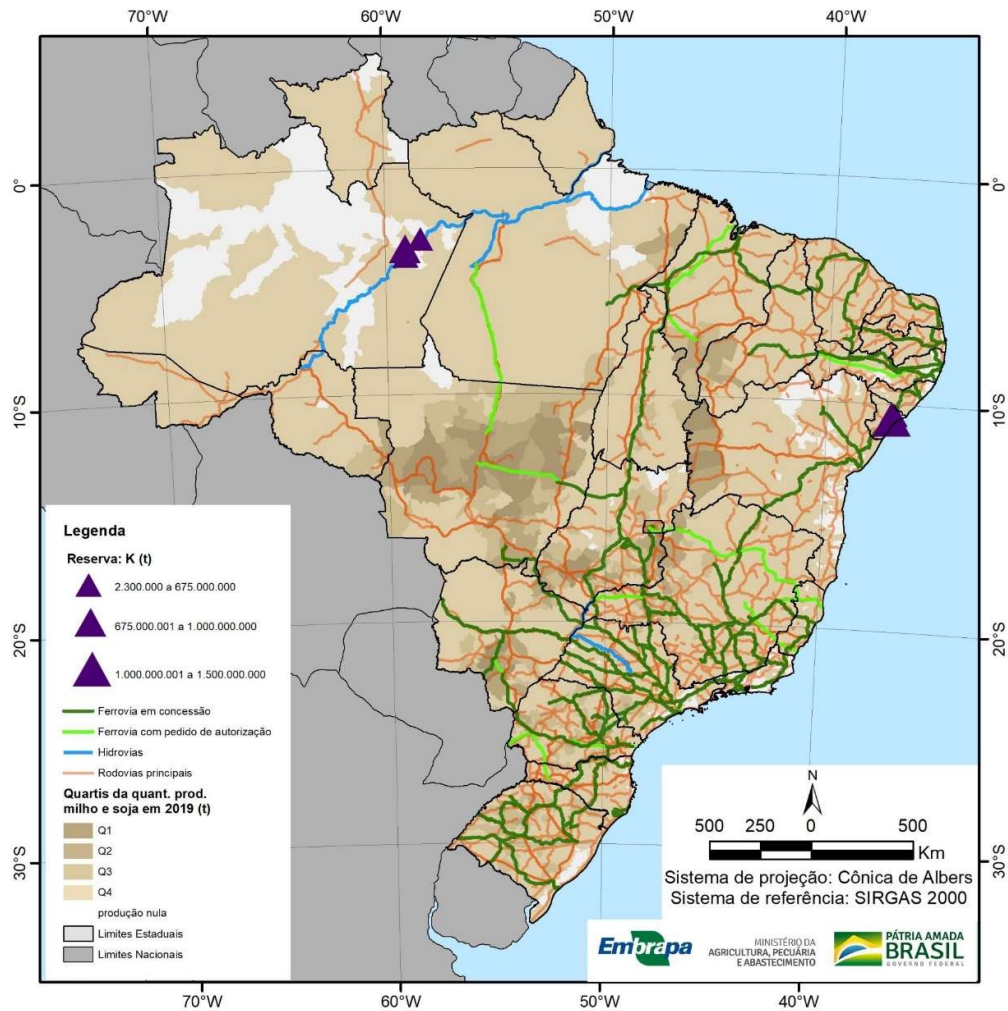 70°W 60°W 50°W 40°W
0° 0°
10°S 10°S
20°S 20°S
30°S 30°S
Legenda
Reserva: K (t)
2.300.000 a 675.000.000
675.000.001 a 1.000.000.000
1.000.000.001 a 1.500.000.000
Ferrovia em concessão
Ferrovia com pedido de autorização
Hidrovias
Rodovias principais
Quartis da quant. prod.
milho e soja em 2019 (t)
Q1
Q2
Q3
Q4
produção nula
Limites Estaduais
Limites Nacionais
N
500 250 0 500
Km
Sistema de projeção: Cônica de Albers
Sistema de referência: SIRGAS 2000
Embrapa
MINISTÉRIO DA
AGRICULTURA, PECUÁRIA
E ABASTECIMENTO
PÁTRIA AMADA
BRASIL
GOVERNO FEDERAL
70°W 60°W 50°W 40°W